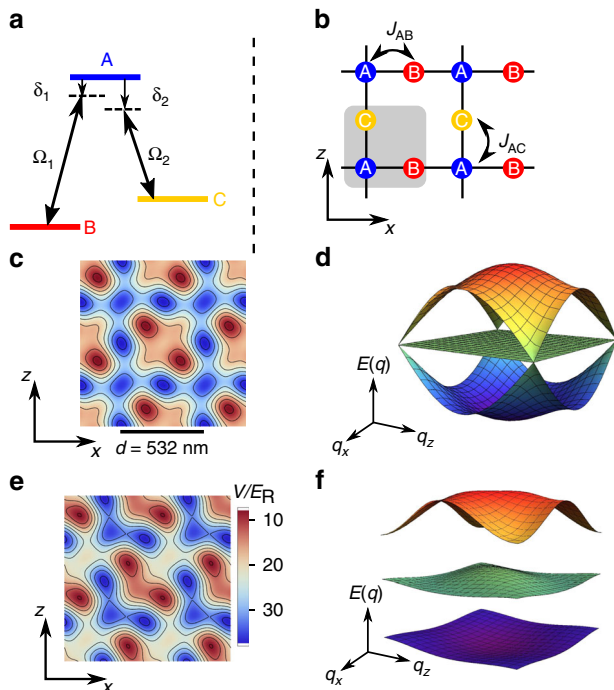 a
A
δ1
δ2
Ω1
Ω2
B
C
b
JAB
A
B
A
B
C
C
JAC
A
B
A
B
z
x
c
z
x
d = 532 nm
d
E(q)
qx
qz
e
V/ER
10
20
30
z
x
f
E(q)
qx
qz